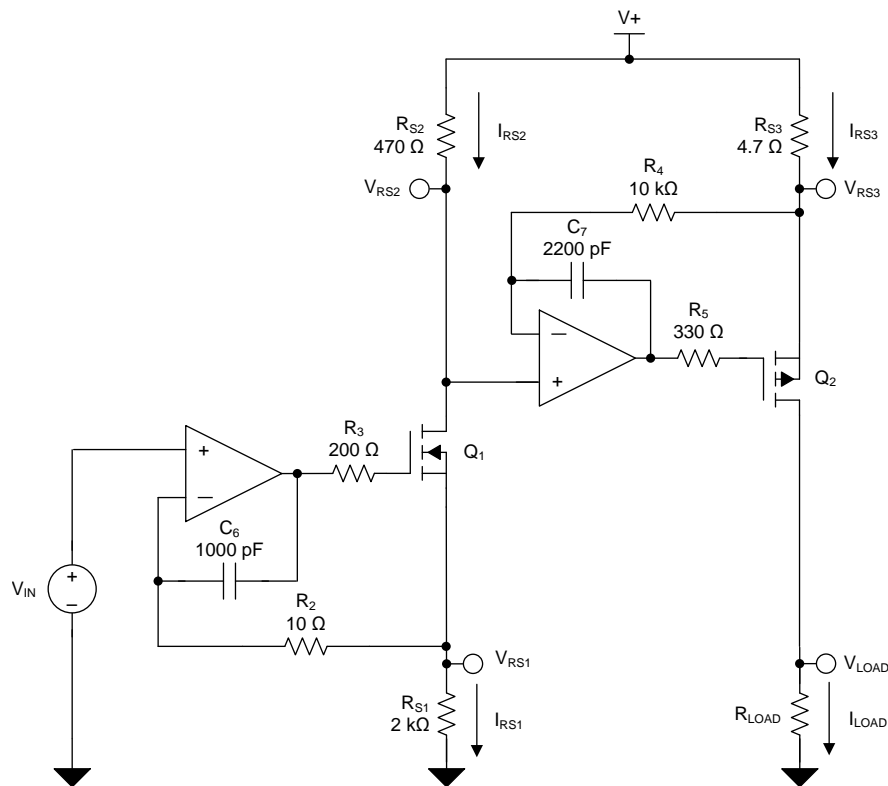 V+
RS2
470 Ω
IRS2
RS3
4.7 Ω
IRS3
VRS2
R4
10 kΩ
VRS3
C7
2200 pF
R5
330 Ω
−
+
Q2
R3
200 Ω
Q1
+
−
C6
1000 pF
VIN
+
−
R2
10 Ω
VRS1
VLOAD
RS1
2 kΩ
IRS1
RLOAD
ILOAD